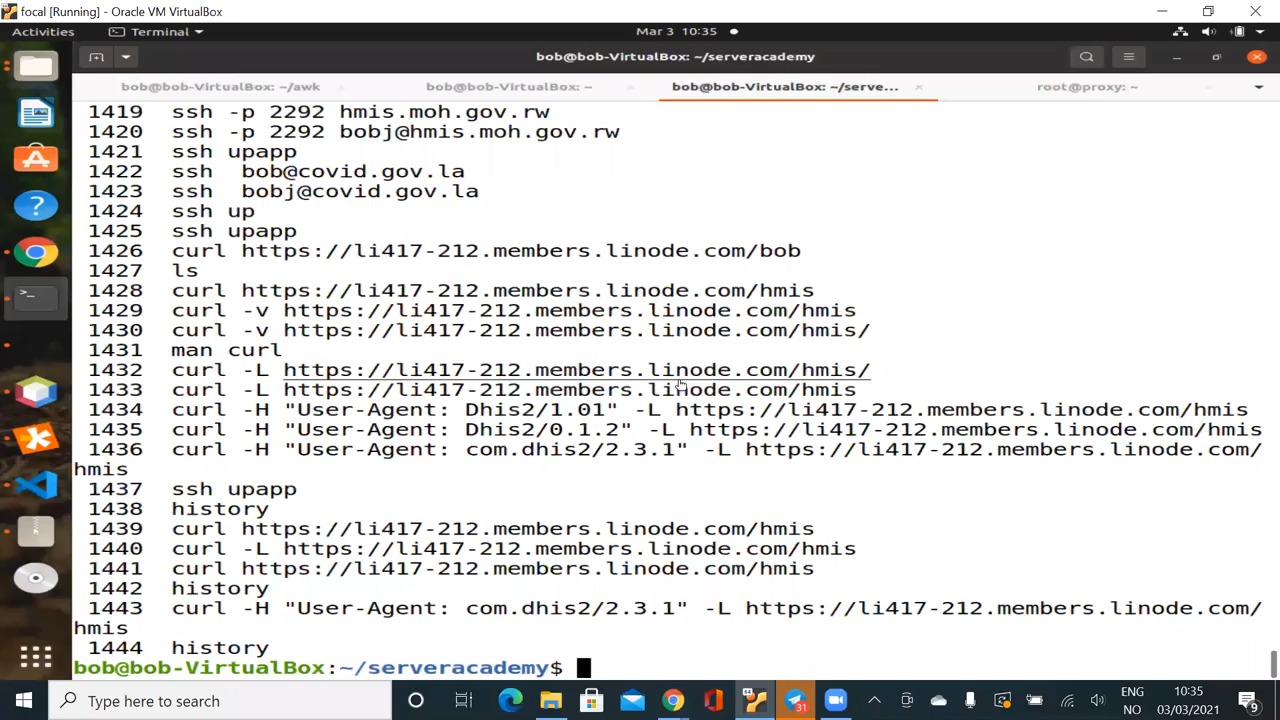 focal [Running] - Oracle VM VirtualBox
Activities Terminal Mar 3 10:35
bob@bob-VirtualBox: ~/serveracademy
bob@bob-VirtualBox: ~/awk bob@bob-VirtualBox: ~ bob@bob-VirtualBox: ~/serve... root@proxy: ~
1419 ssh -p 2292 hmis.moh.gov.rw
1420 ssh -p 2292 bobj@hmis.moh.gov.rw
1421 ssh upapp
1422 ssh  bob@covid.gov.la
1423 ssh  bobj@covid.gov.la
1424 ssh up
1425 ssh upapp
1426 curl https://li417-212.members.linode.com/bob
1427 ls
1428 curl https://li417-212.members.linode.com/hmis
1429 curl -v https://li417-212.members.linode.com/hmis
1430 curl -v https://li417-212.members.linode.com/hmis/
1431 man curl
1432 curl -L https://li417-212.members.linode.com/hmis/
1433 curl -L https://li417-212.members.linode.com/hmis
1434 curl -H "User-Agent: Dhis2/1.01" -L https://li417-212.members.linode.com/hmis
1435 curl -H "User-Agent: Dhis2/0.1.2" -L https://li417-212.members.linode.com/hmis
1436 curl -H "User-Agent: com.dhis2/2.3.1" -L https://li417-212.members.linode.com/
hmis
1437 ssh upapp
1438 history
1439 curl https://li417-212.members.linode.com/hmis
1440 curl -L https://li417-212.members.linode.com/hmis
1441 curl https://li417-212.members.linode.com/hmis
1442 history
1443 curl -H "User-Agent: com.dhis2/2.3.1" -L https://li417-212.members.linode.com/
hmis
1444 history
bob@bob-VirtualBox:~/serveracademy$
Type here to search
31
ENG
NO
10:35
03/03/2021
9